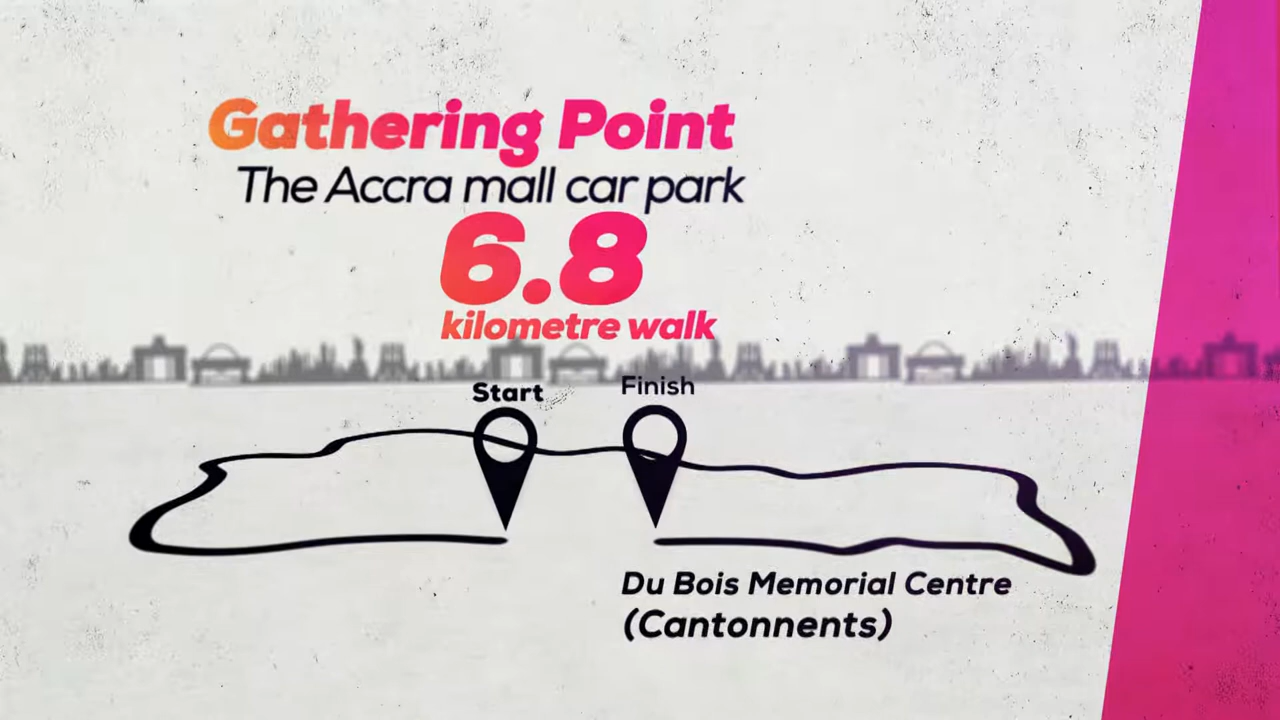 Gathering Point
The Accra mall car park
6.8
kilometre walk
Start
Finish
Du Bois Memorial Centre
(Cantonnents)